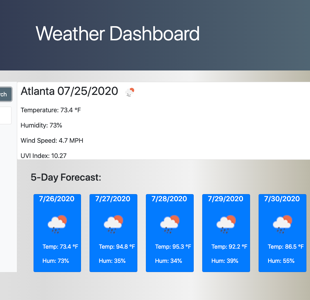 Weather Dashboard
rch
Atlanta 07/25/2020
Temperature: 73.4 °F
Humidity: 73%
Wind Speed: 4.7 MPH
UVI Index: 10.27
5-Day Forecast:
7/26/2020 7/27/2020 7/28/2020 7/29/2020 7/30/2020
Temp: 73.4 °F Temp: 94.8 °F Temp: 95.3 °F Temp: 92.2 °F Temp: 86.5 °F
Hum: 73% Hum: 35% Hum: 34% Hum: 39% Hum: 55%